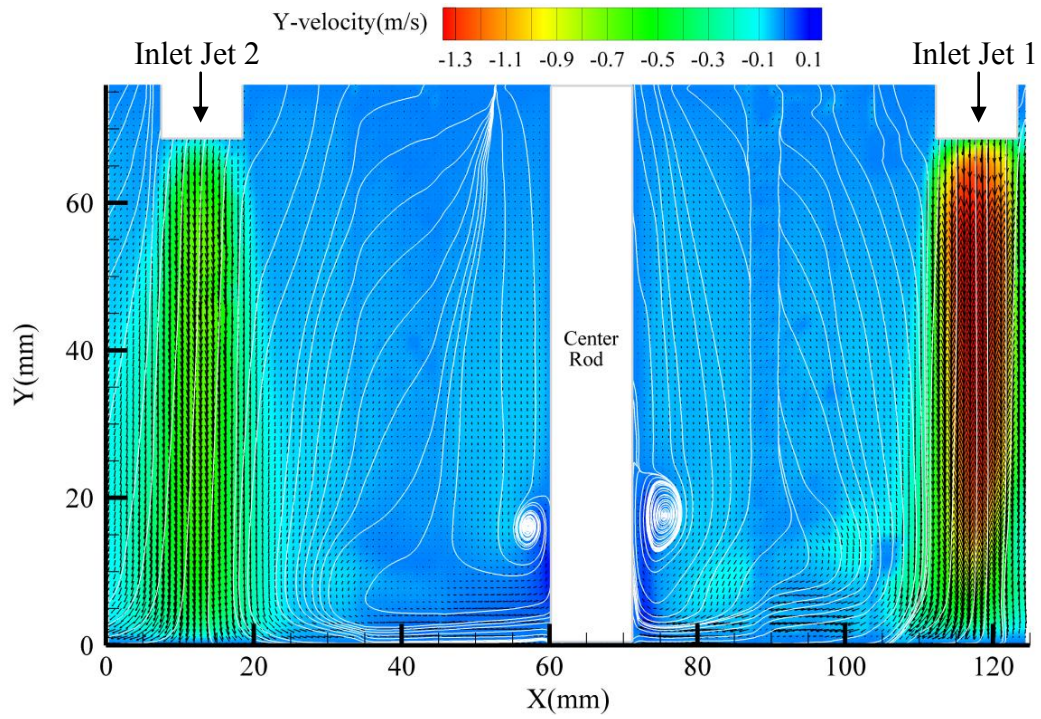 Y-velocity(m/s)
-1.3 -1.1 -0.9 -0.7 -0.5 -0.3 -0.1 0.1
Inlet Jet 2
Inlet Jet 1
60
40
20
0
Y(mm)
Center
Rod
0 20 40 60 80 100 120
X(mm)